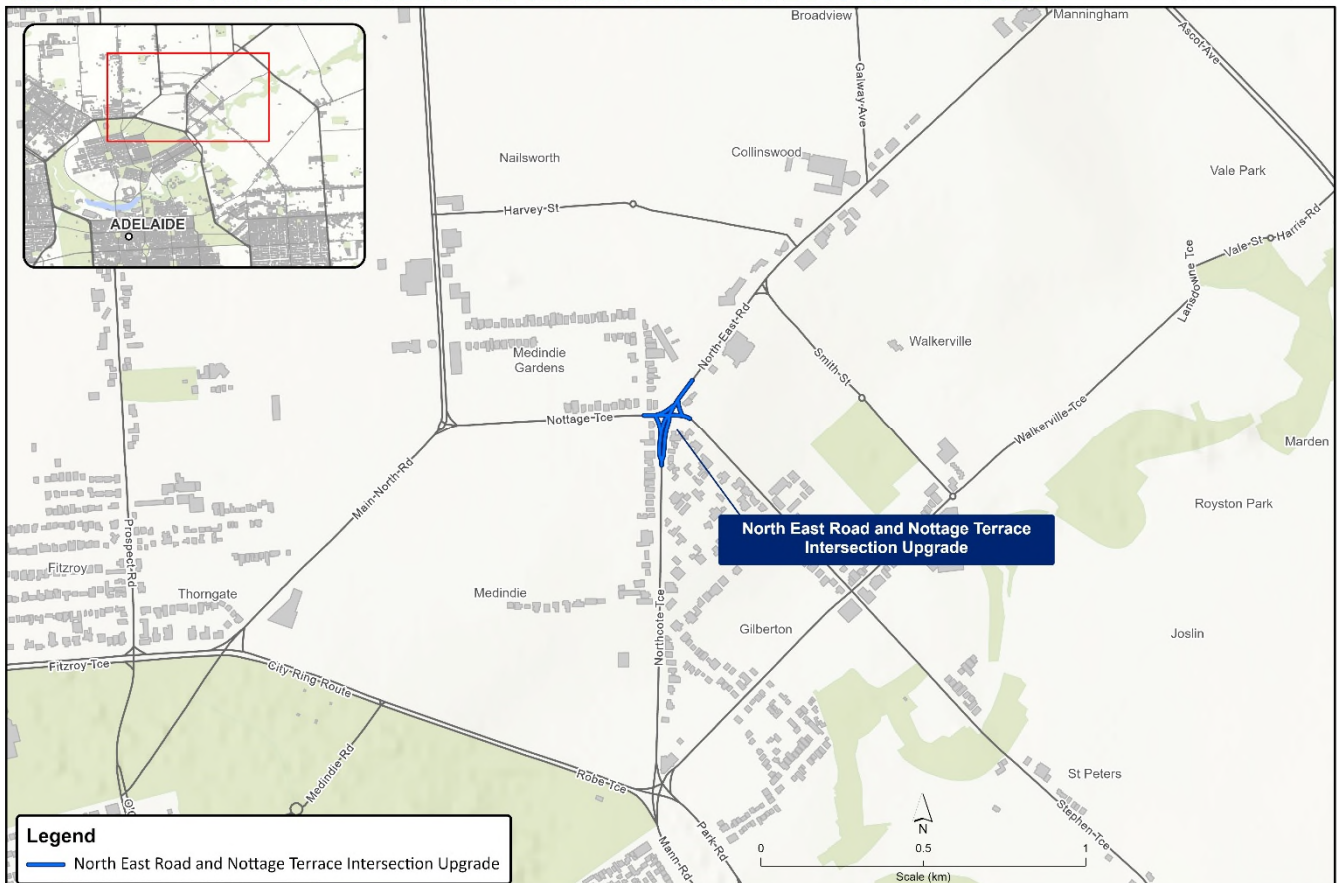 Broadview
Manningham
Ascot-Ave
Galway-Ave
ADELAIDE
Nailsworth
Collinswood
Vale Park
Harvey-St
Vale-St
Harris-Rd
Lansdowne Tce
North-East-Rd
Medindie
Gardens
Walkerville
Smith-St
Nottage-Tce
Walkerville-Tce
Marden
Main-North-Rd
Royston Park
Prospect-Rd
North East Road and Nottage Terrace
Intersection Upgrade
Fitzroy
Thorngate
Medindie
Northcote-Tce
Gilberton
Joslin
Fitzroy Tce
City-Ring-Route
Medindie-Rd
Robe-Tce
St Peters
Stephen-Tce
Park-Rd
Mann-Rd
N
0
0.5
1
Scale (km)
Legend
North East Road and Nottage Terrace Intersection Upgrade